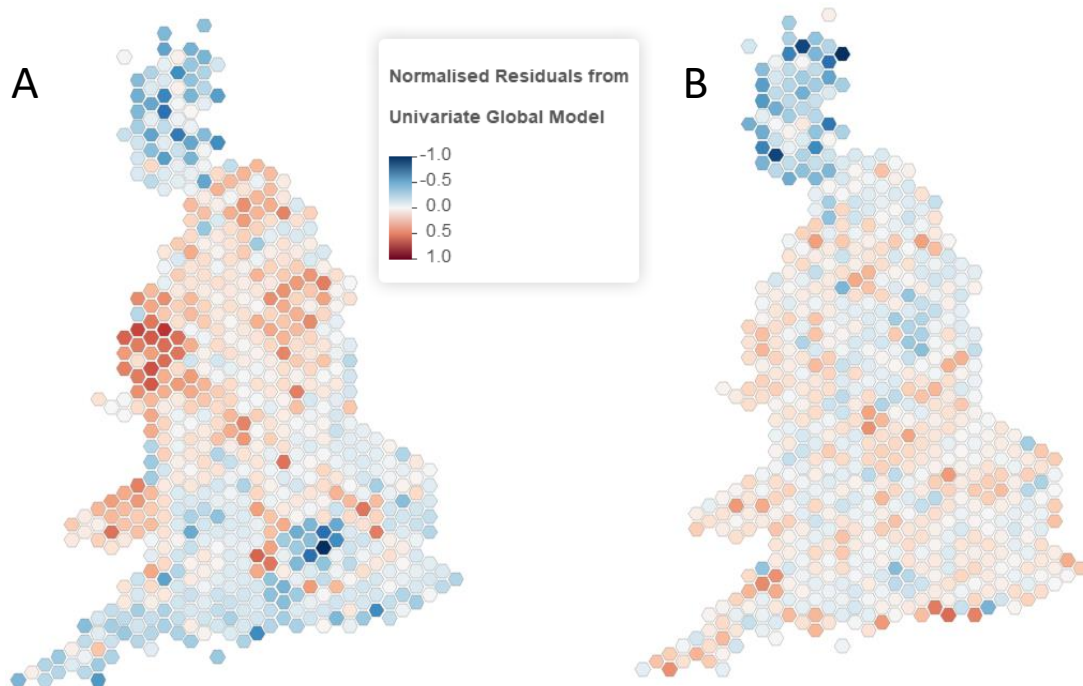 A
B
Normalised Residuals from
Univariate Global Model
-1.0
-0.5
0.0
0.5
1.0